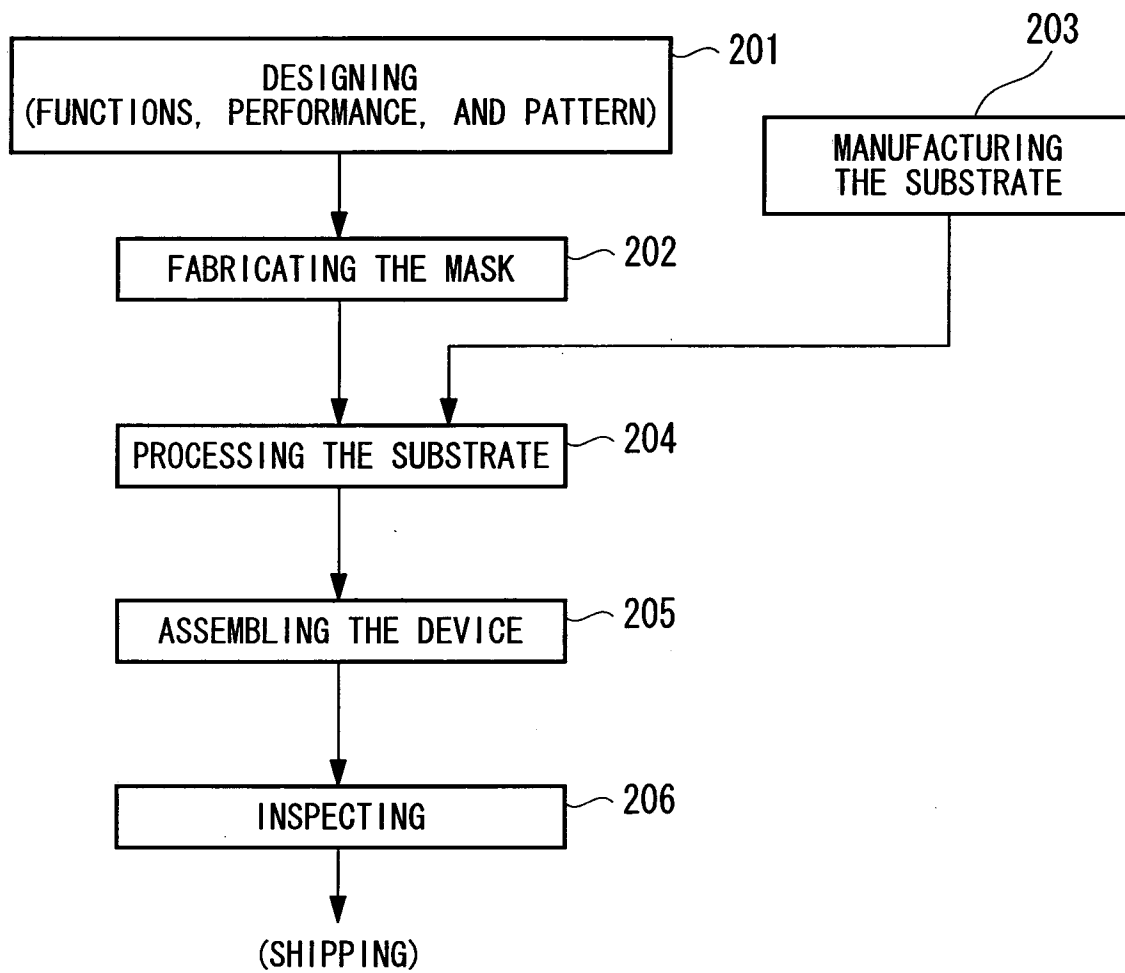 201
DESIGNING
(FUNCTIONS, PERFORMANCE, AND PATTERN)
203
MANUFACTURING
THE SUBSTRATE
202
FABRICATING THE MASK
204
PROCESSING THE SUBSTRATE
205
ASSEMBLING THE DEVICE
206
INSPECTING
(SHIPPING)